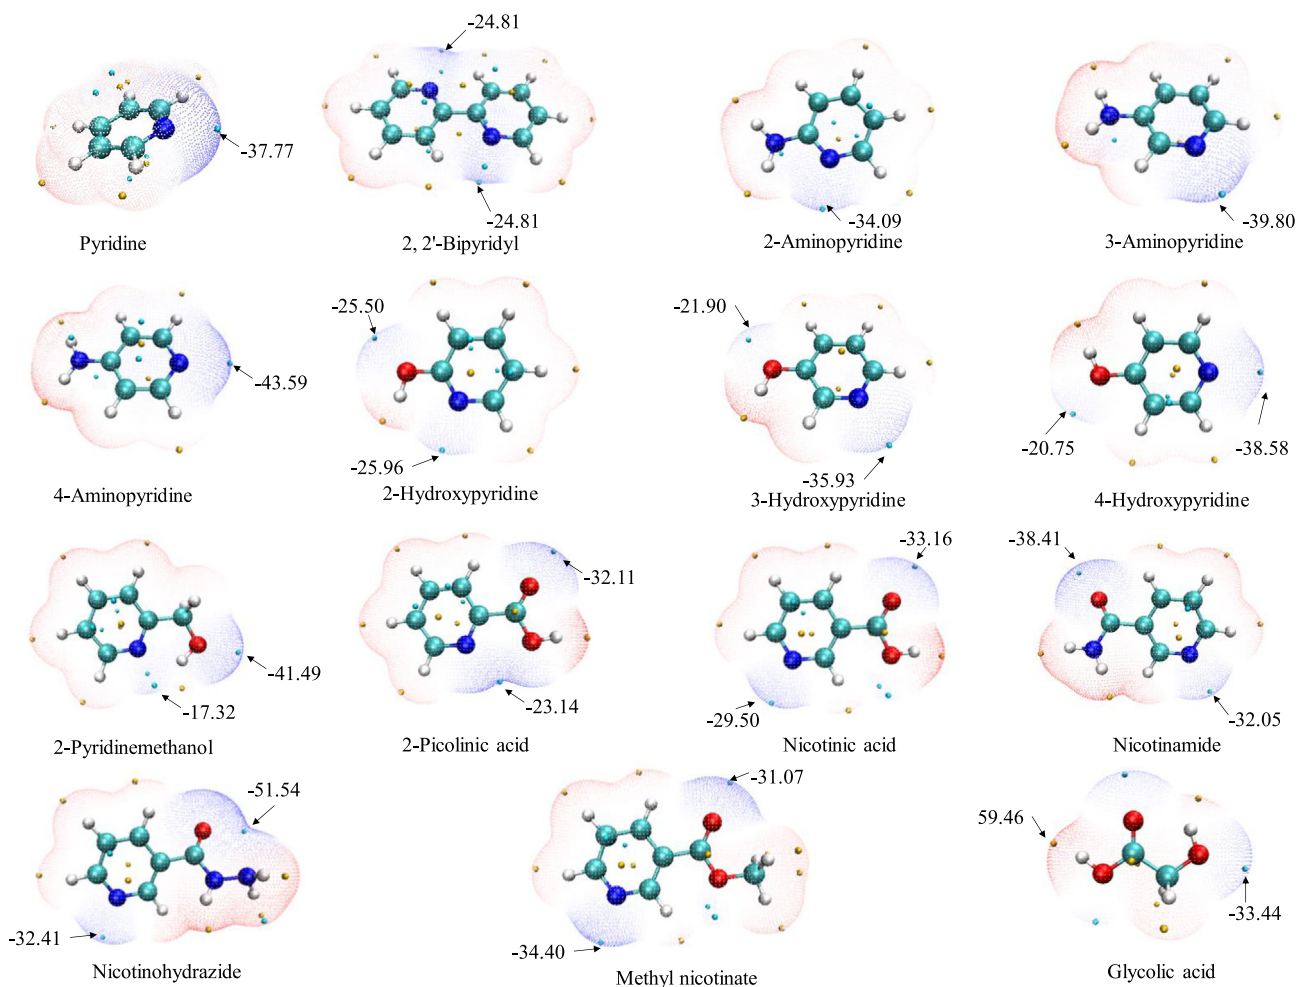 -24.81
-37.77
-24.81
-34.09
-39.80
Pyridine
2, 2'-Bipyridyl
2-Aminopyridine
3-Aminopyridine
-25.50
-21.90
-43.59
-25.96
-35.93
-20.75
-38.58
4-Aminopyridine
2-Hydroxypyridine
3-Hydroxypyridine
4-Hydroxypyridine
-33.16
-38.41
-32.11
-41.49
-17.32
-23.14
-29.50
-32.05
2-Pyridinemethanol
2-Picolinic acid
Nicotinic acid
Nicotinamide
-51.54
-31.07
59.46
-33.44
-32.41
-34.40
Nicotinohydrazide
Methyl nicotinate
Glycolic acid